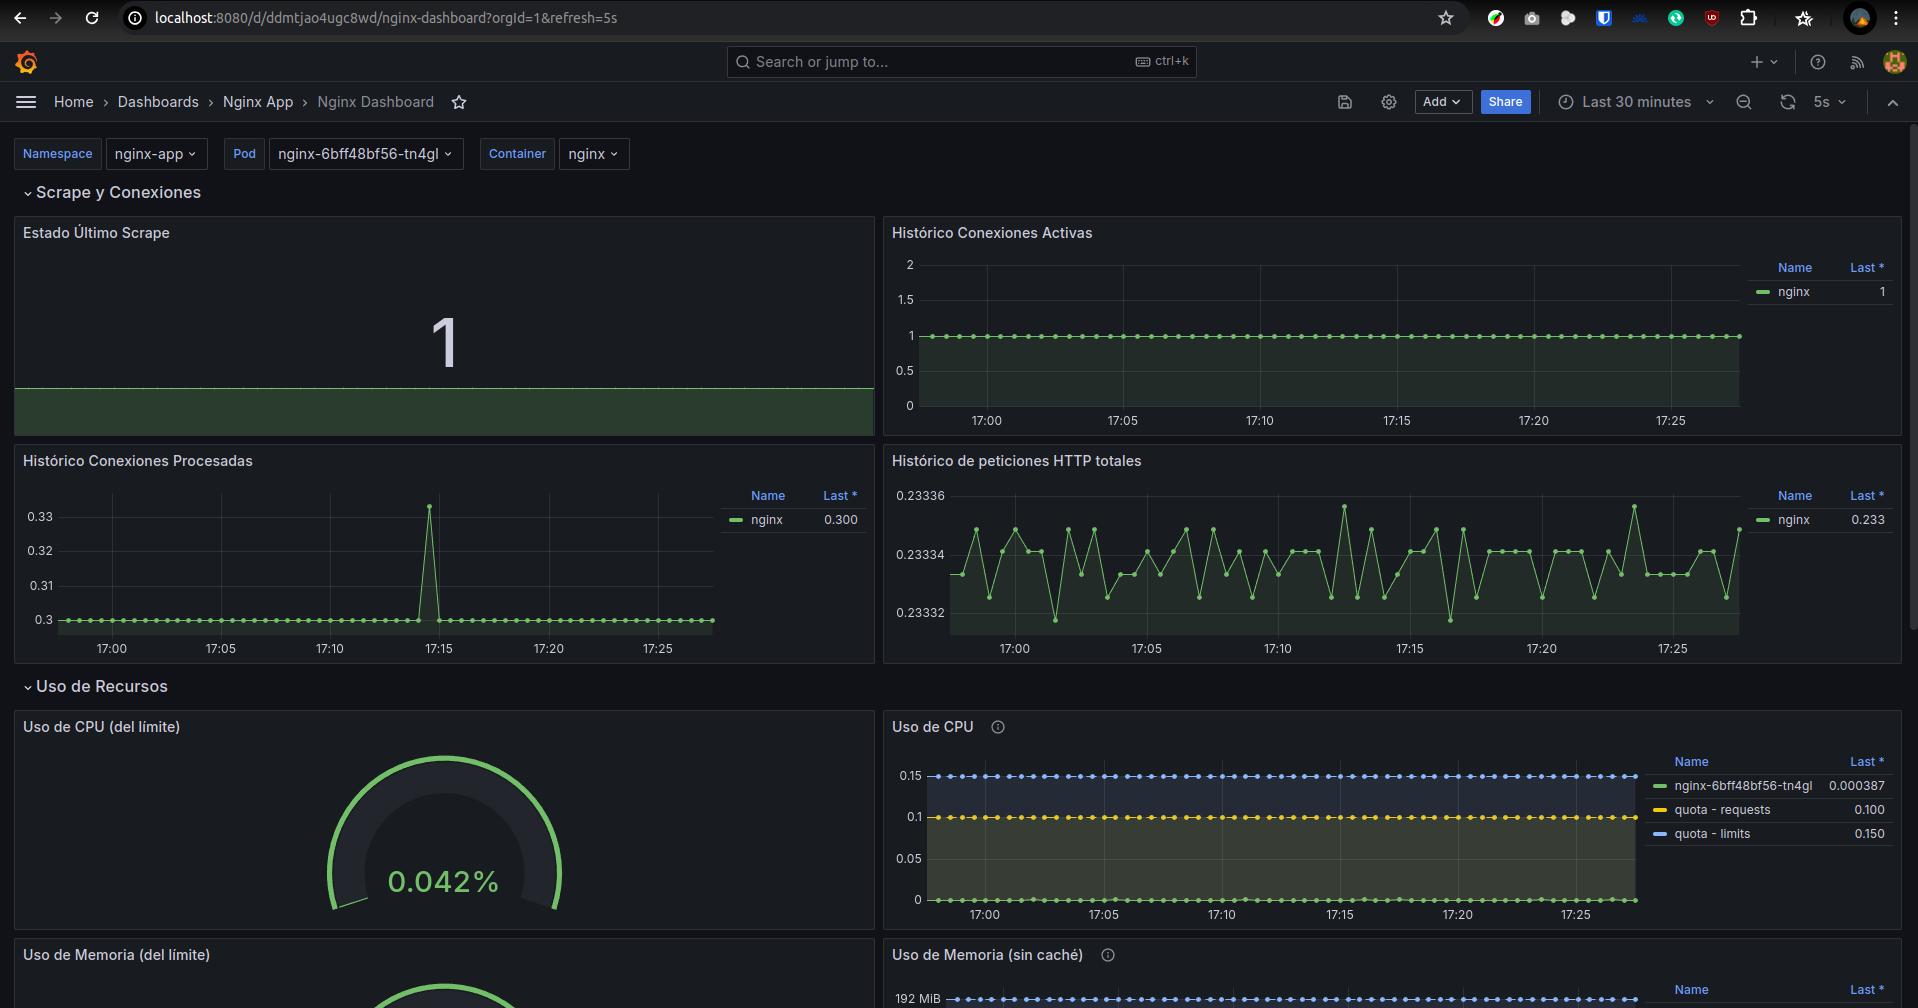 localhost:8080/d/ddmtjao4ugc8wd/nginx-dashboard?orgId=1&refresh=5s
Search or jump to...
ctrl+k
Home › Dashboards › Nginx App › Nginx Dashboard
Add
Share
Last 30 minutes
5s
Namespace
nginx-app
Pod
nginx-6bff48bf56-tn4gl
Container
nginx
Scrape y Conexiones
Estado Último Scrape
1
Histórico Conexiones Activas
2
1.5
1
0.5
0
17:00 17:05 17:10 17:15 17:20 17:25
Name Last *
nginx 1
Histórico Conexiones Procesadas
0.33
0.32
0.31
0.3
17:00 17:05 17:10 17:15 17:20 17:25
Name Last *
nginx 0.300
Histórico de peticiones HTTP totales
0.23336
0.23334
0.23332
17:00 17:05 17:10 17:15 17:20 17:25
Name Last *
nginx 0.233
Uso de Recursos
Uso de CPU (del límite)
0.042%
Uso de CPU
0.15
0.1
0.05
0
17:00 17:05 17:10 17:15 17:20 17:25
Name Last *
nginx-6bff48bf56-tn4gl 0.000387
quota - requests 0.100
quota - limits 0.150
Uso de Memoria (del límite)
Uso de Memoria (sin caché)
192 MiB
Name Last *